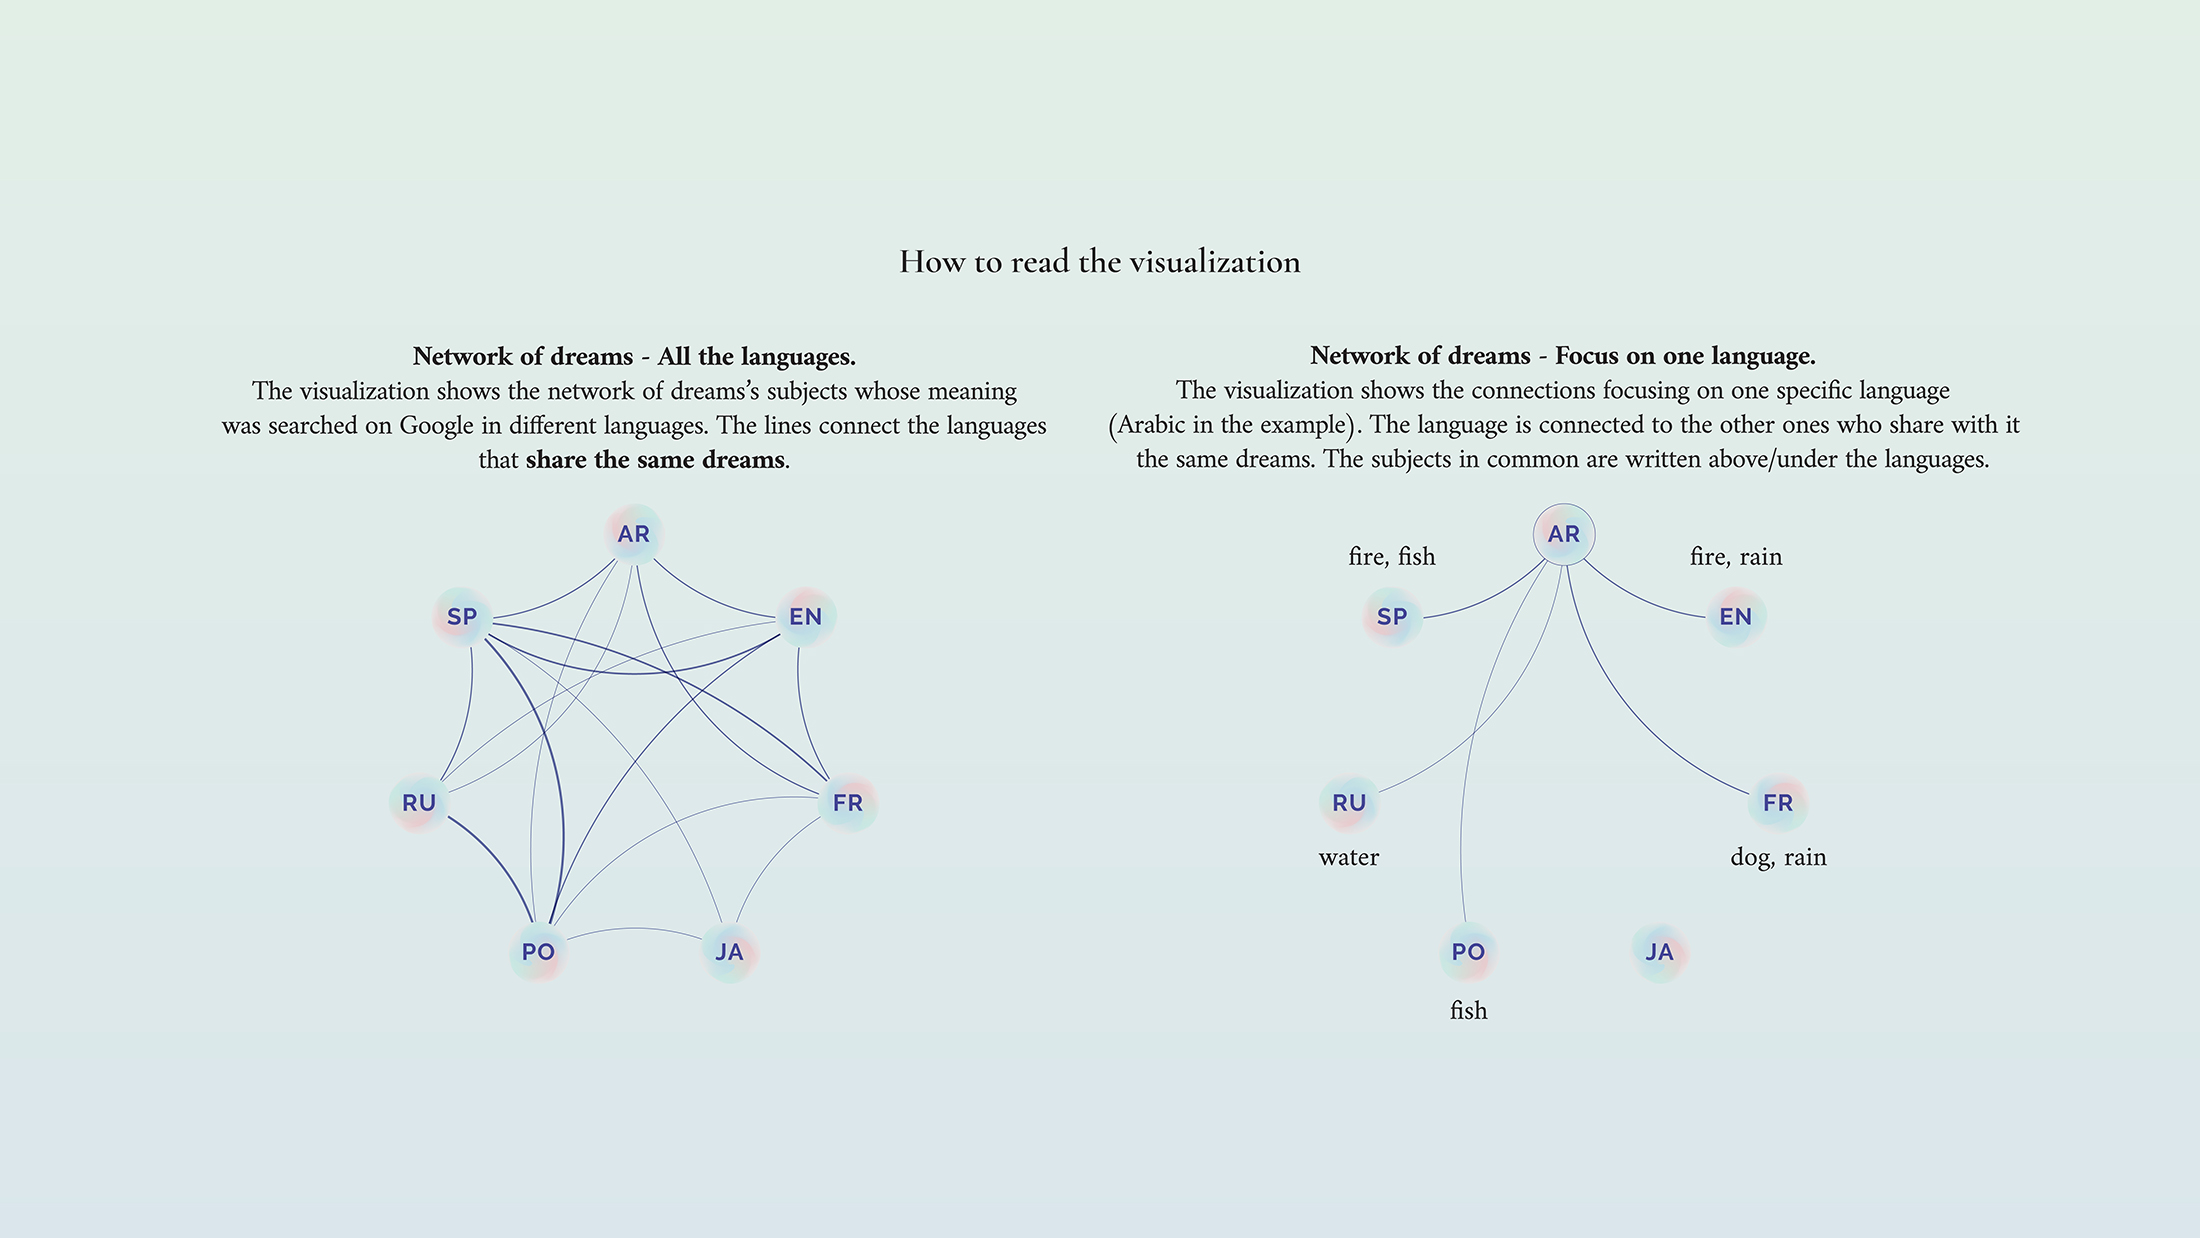 How to read the visualization
Network of dreams - All the languages.
The visualization shows the network of dreams's subjects whose meaning
was searched on Google in different languages. The lines connect the languages
that share the same dreams.
AR
SP
EN
RU
FR
PO
JA
Network of dreams - Focus on one language.
The visualization shows the connections focusing on one specific language
(Arabic in the example). The language is connected to the other ones who share with it
the same dreams. The subjects in common are written above/under the languages.
AR
fire, fish
fire, rain
SP
EN
RU
FR
water
dog, rain
PO
JA
fish